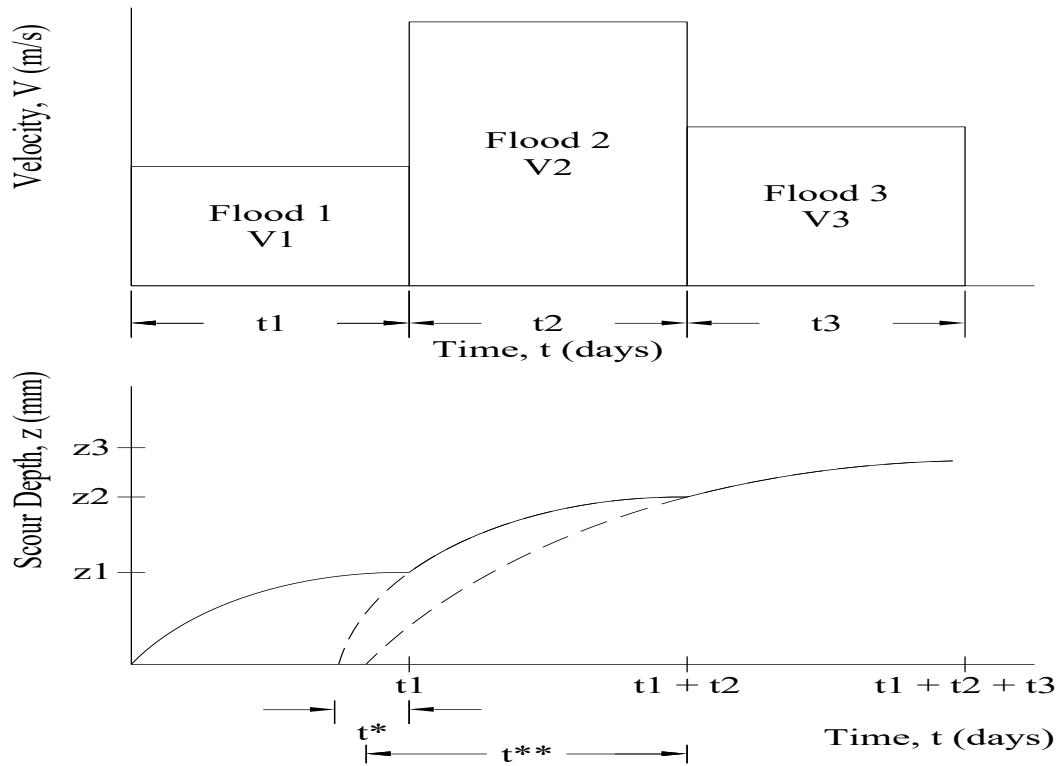 Velocity, V (m/s)
Flood 1
V1
Flood 2
V2
Flood 3
V3
t1
t2
t3
Time, t (days)
Scour Depth, z (mm)
z3
z2
z1
t1
t1 + t2
t1 + t2 + t3
t*
t**
Time, t (days)